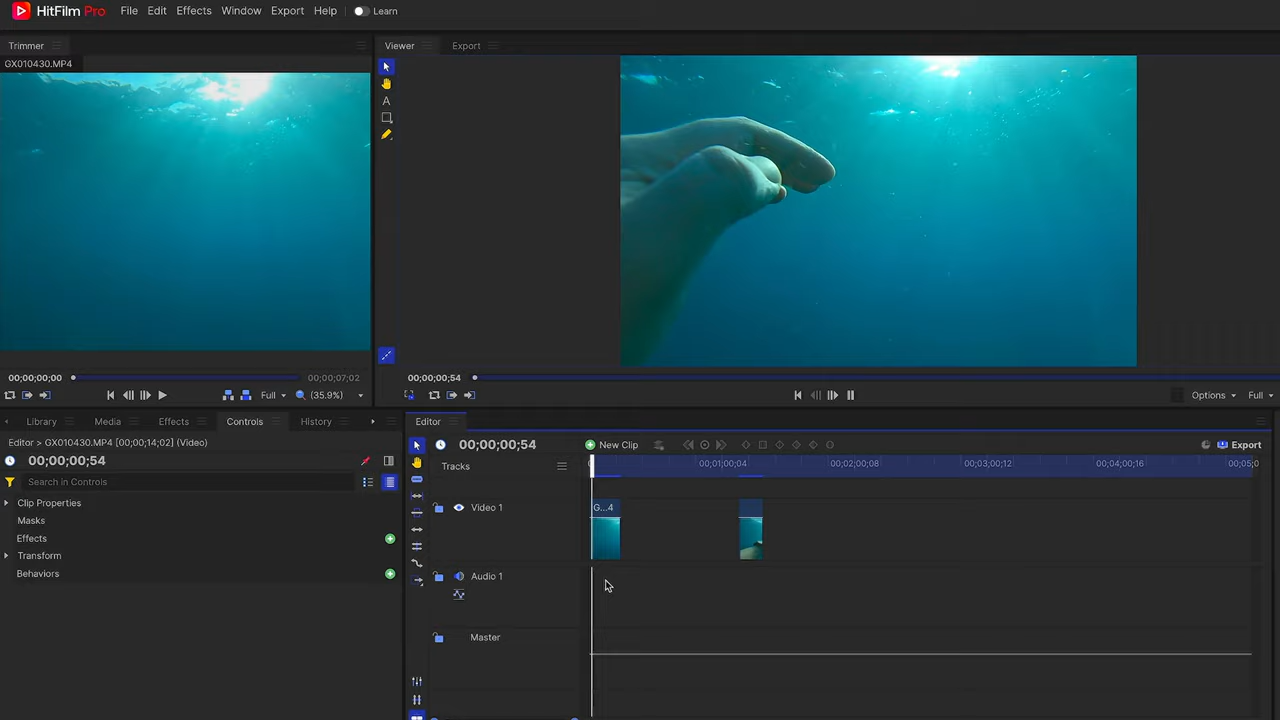 HitFilm Pro File Edit Effects Window Export Help Learn
Trimmer
GX010430.MP4
00;00;00;00 00;00;07;02
Full (35.9%)
Viewer Export
A
00;00;00;54
Options Full
Library Media Effects Controls History
Editor > GX010430.MP4 [00;00;14;02] (Video)
00;00;00;54
Search in Controls
Clip Properties
Masks
Effects
Transform
Behaviors
Editor
00;00;00;54 New Clip Export
Tracks
00;01;00;04 00;02;00;08 00;03;00;12 00;04;00;16 00;05;0
Video 1 G...4
Audio 1
Master